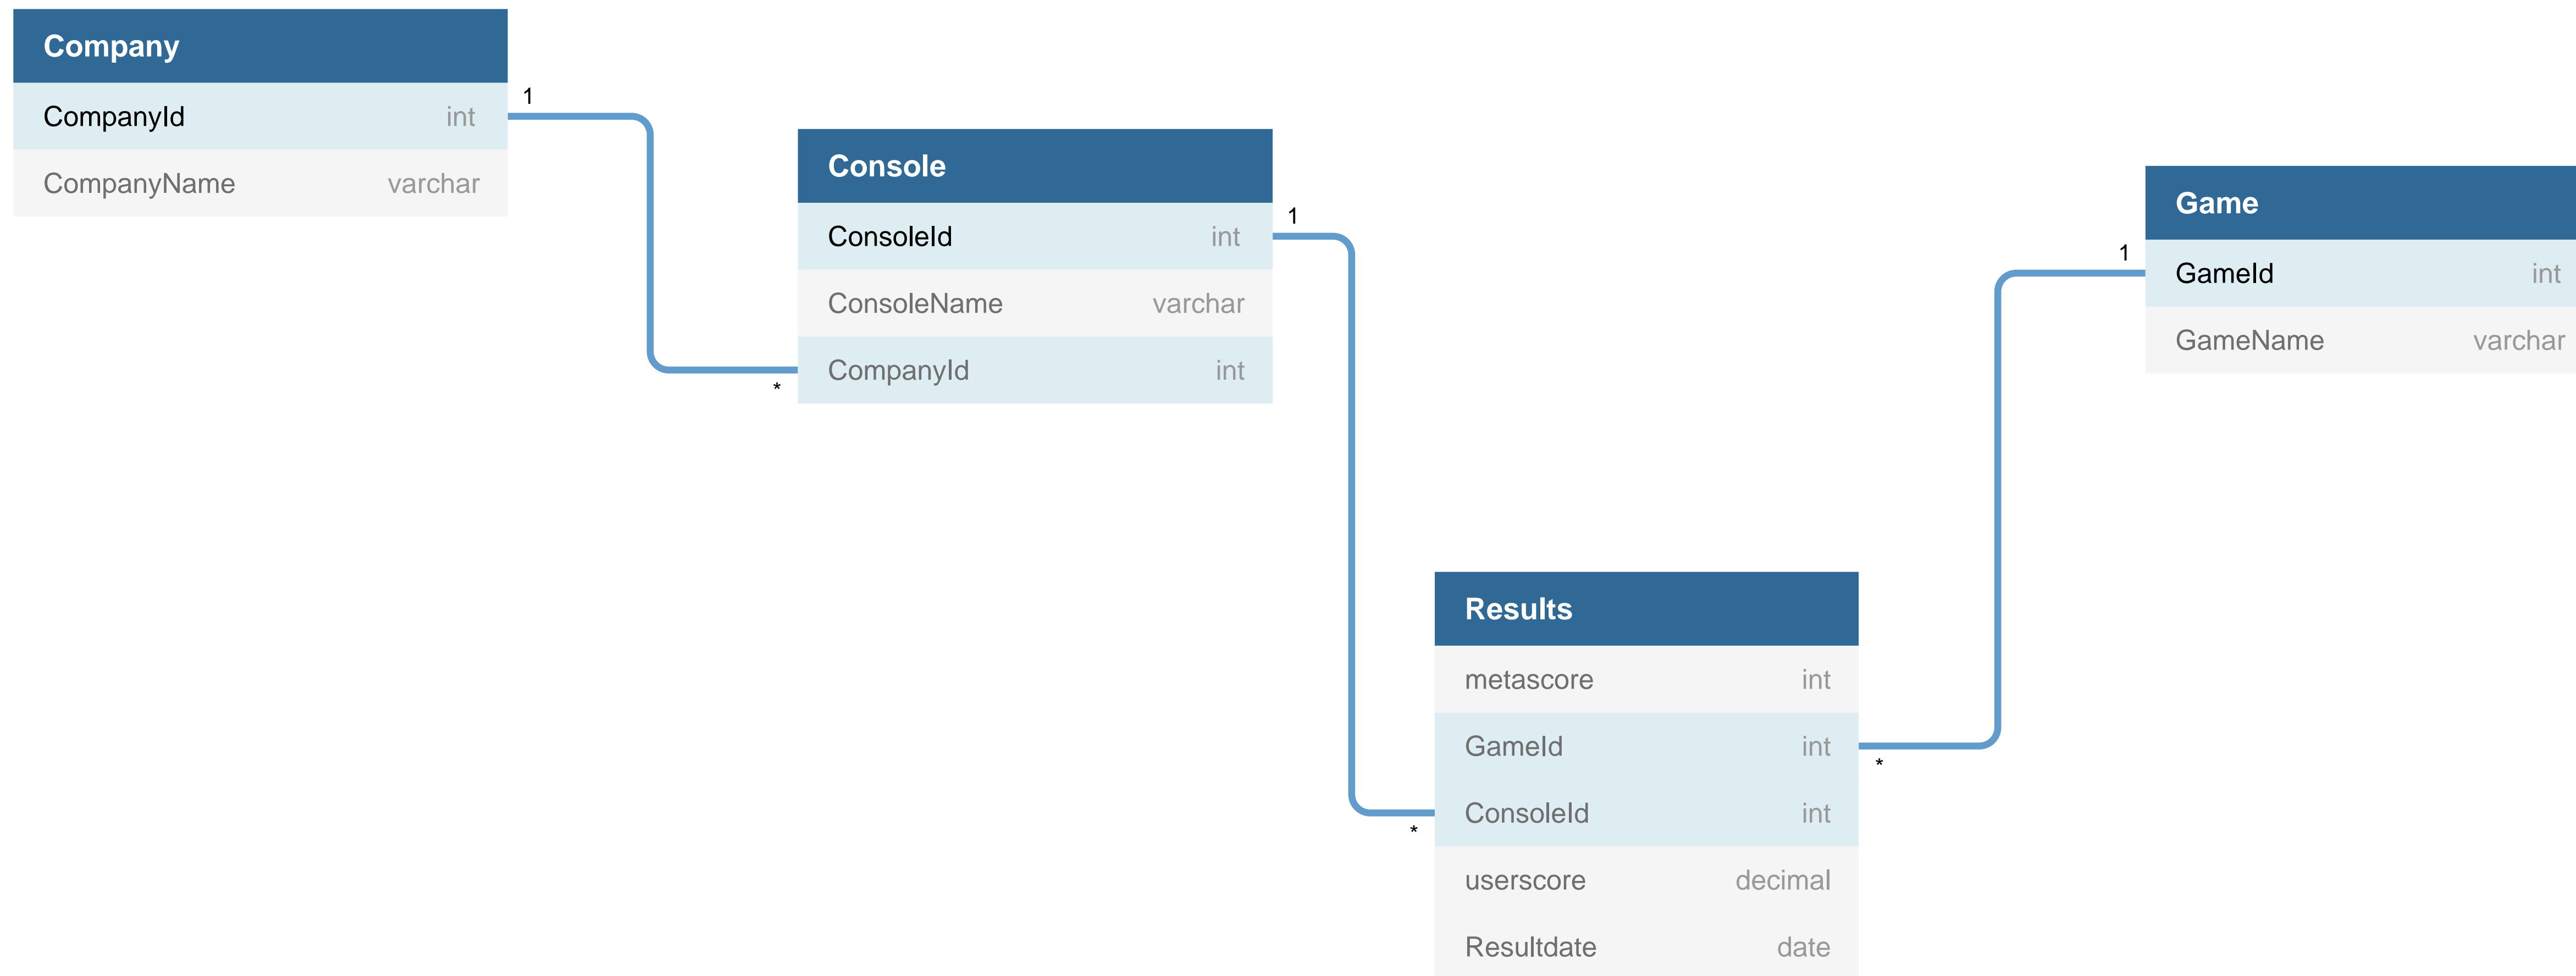 Company
CompanyId int
CompanyName varchar
1
*
Console
ConsoleId int
ConsoleName varchar
CompanyId int
1
*
Results
metascore int
GameId int
ConsoleId int
userscore decimal
Resultdate date
*
1
Game
GameId int
GameName varchar